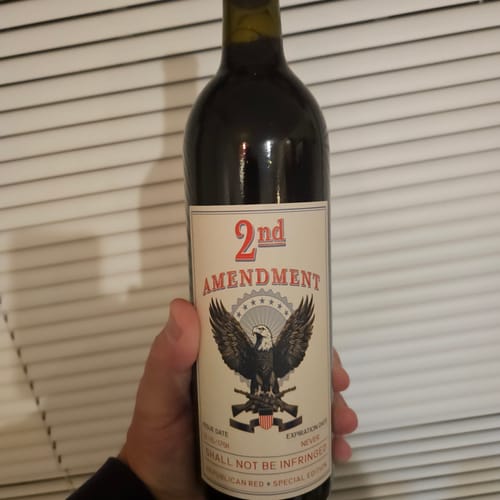 2nd
AMENDMENT
ISSUE DATE EXPIRATION DATE
NEVER
SHALL NOT BE INFRINGED
REPUBLICAN RED • SPECIAL EDITION